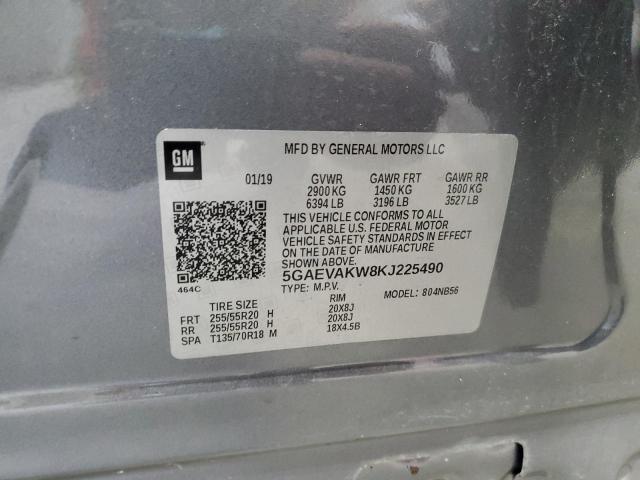 GM
MFD BY GENERAL MOTORS LLC
01/19 GVWR GAWR FRT GAWR RR
2900 KG 1450 KG 1600 KG
6394 LB 3196 LB 3527 LB
THIS VEHICLE CONFORMS TO ALL
APPLICABLE U.S. FEDERAL MOTOR
VEHICLE SAFETY STANDARDS IN EFFECT
ON THE DATE OF MANUFACTURE
SHOWN ABOVE.
5GAEVAKW8KJ225490
464C
TYPE: M.P.V. MODEL: 804NB56
TIRE SIZE RIM
FRT 255/55R20 H 20X8J
RR 255/55R20 H 20X8J
SPA T135/70R18 M 18X4.5B